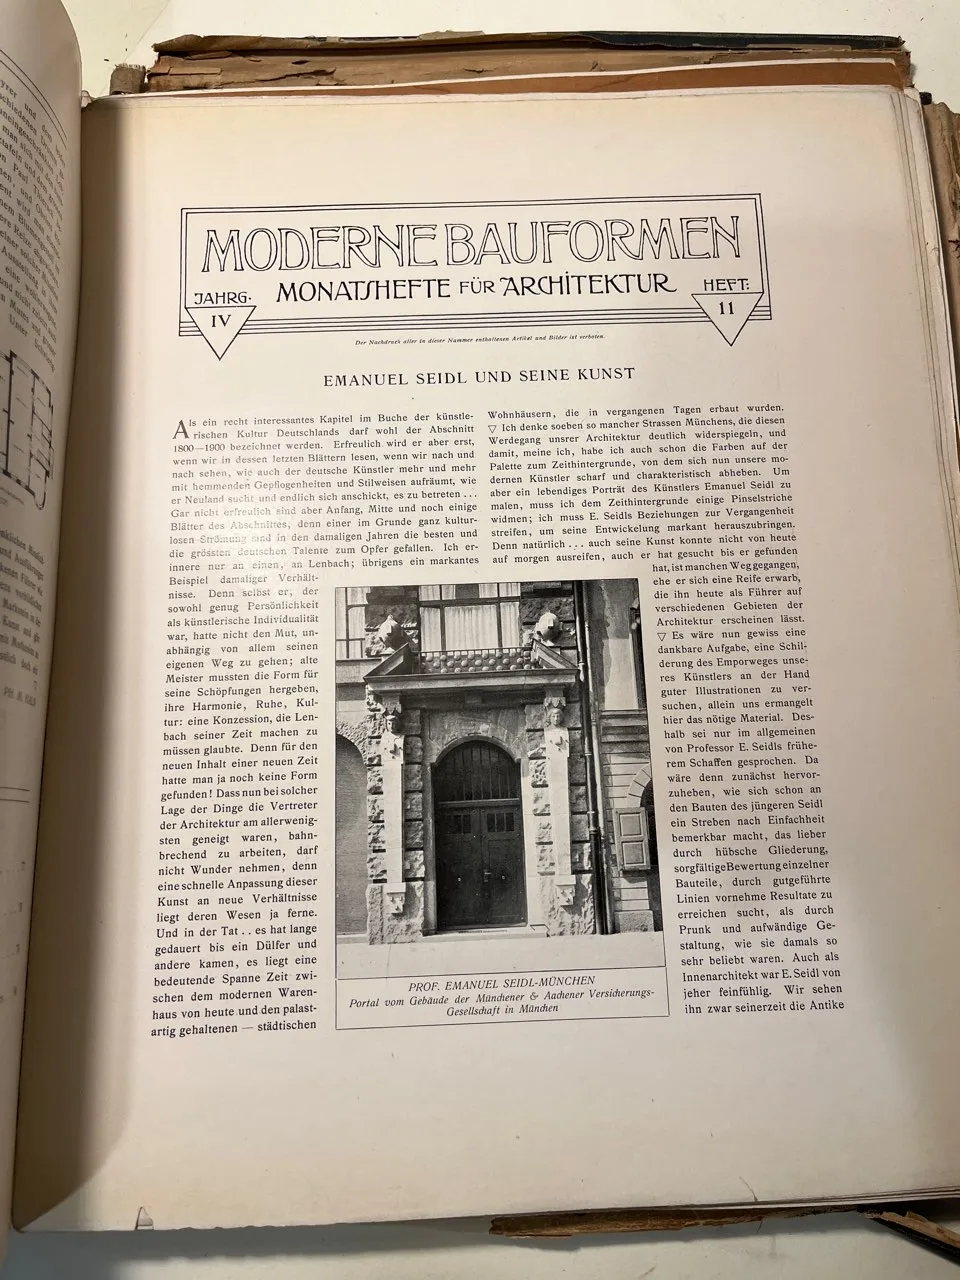 MODERNE BAUFORMEN
MONATSHEFTE FÜR ARCHITEKTUR
JAHRG.
IV
HEFT:
11
Der Nachdruck aller in dieser Nummer enthaltenen Artikel und Bilder ist verboten.
EMANUEL SEIDL UND SEINE KUNST
Als ein recht interessantes Kapitel im Buche der künstle-
rischen Kultur Deutschlands darf wohl der Abschnitt
1800—1900 bezeichnet werden. Erfreulich wird er aber erst,
wenn wir in dessen letzten Blättern lesen, wenn wir nach und
nach sehen, wie auch der deutsche Künstler mehr und mehr
mit hemmenden Gepflogenheiten und Stilweisen aufräumt, wie
er Neuland sucht und endlich sich anschickt, es zu betreten ...
Gar nicht erfreulich sind aber Anfang, Mitte und noch einige
Blätter des Abschnittes, denn einer im Grunde ganz kultur-
losen Strömung sind in den damaligen Jahren die besten und
die grössten deutschen Talente zum Opfer gefallen. Ich er-
innere nur an einen, an Lenbach; übrigens ein markantes
Beispiel damaliger Verhält-
nisse. Denn selbst er, der
sowohl genug Persönlichkeit
als künstlerische Individualität
war, hatte nicht den Mut, un-
abhängig von allem seinen
eigenen Weg zu gehen; alte
Meister mussten die Form für
seine Schöpfungen hergeben,
ihre Harmonie, Ruhe, Kul-
tur: eine Konzession, die Len-
bach seiner Zeit machen zu
müssen glaubte. Denn für den
neuen Inhalt einer neuen Zeit
hatte man ja noch keine Form
gefunden! Dass nun bei solcher
Lage der Dinge die Vertreter
der Architektur am allerwenig-
sten geneigt waren, bahn-
brechend zu arbeiten, darf
nicht Wunder nehmen, denn
eine schnelle Anpassung dieser
Kunst an neue Verhältnisse
liegt deren Wesen ja ferne.
Und in der Tat .. es hat lange
gedauert bis ein Dülfer und
andere kamen, es liegt eine
bedeutende Spanne Zeit zwi-
schen dem modernen Waren-
haus von heute und den palast-
artig gehaltenen — städtischen
Wohnhäusern, die in vergangenen Tagen erbaut wurden.
▽ Ich denke soeben so mancher Strassen Münchens, die diesen
Werdegang unsrer Architektur deutlich widerspiegeln, und
damit, meine ich, habe ich auch schon die Farben auf der
Palette zum Zeithintergrunde, von dem sich nun unsere mo-
dernen Künstler scharf und charakteristisch abheben. Um
aber ein lebendiges Porträt des Künstlers Emanuel Seidl zu
malen, muss ich dem Zeithintergrunde einige Pinselstriche
widmen; ich muss E. Seidls Beziehungen zur Vergangenheit
streifen, um seine Entwickelung markant herauszubringen.
Denn natürlich ... auch seine Kunst konnte nicht von heute
auf morgen ausreifen, auch er hat gesucht bis er gefunden
hat, ist manchen Weg gegangen,
ehe er sich eine Reife erwarb,
die ihn heute als Führer auf
verschiedenen Gebieten der
Architektur erscheinen lässt.
▽ Es wäre nun gewiss eine
dankbare Aufgabe, eine Schil-
derung des Emporweges unse-
res Künstlers an der Hand
guter Illustrationen zu ver-
suchen, allein uns ermangelt
hier das nötige Material. Des-
halb sei nur im allgemeinen
von Professor E. Seidls frühe-
rem Schaffen gesprochen. Da
wäre denn zunächst hervor-
zuheben, wie sich schon an
den Bauten des jüngeren Seidl
ein Streben nach Einfachheit
bemerkbar macht, das lieber
durch hübsche Gliederung,
sorgfältige Bewertung einzelner
Bauteile, durch gutgeführte
Linien vornehme Resultate zu
erreichen sucht, als durch
Prunk und aufwändige Ge-
staltung, wie sie damals so
sehr beliebt waren. Auch als
Innenarchitekt war E. Seidl von
jeher feinfühlig. Wir sehen
ihn zwar seinerzeit die Antike
PROF. EMANUEL SEIDL-MÜNCHEN
Portal vom Gebäude der Münchener & Aachener Versicherungs-
Gesellschaft in München